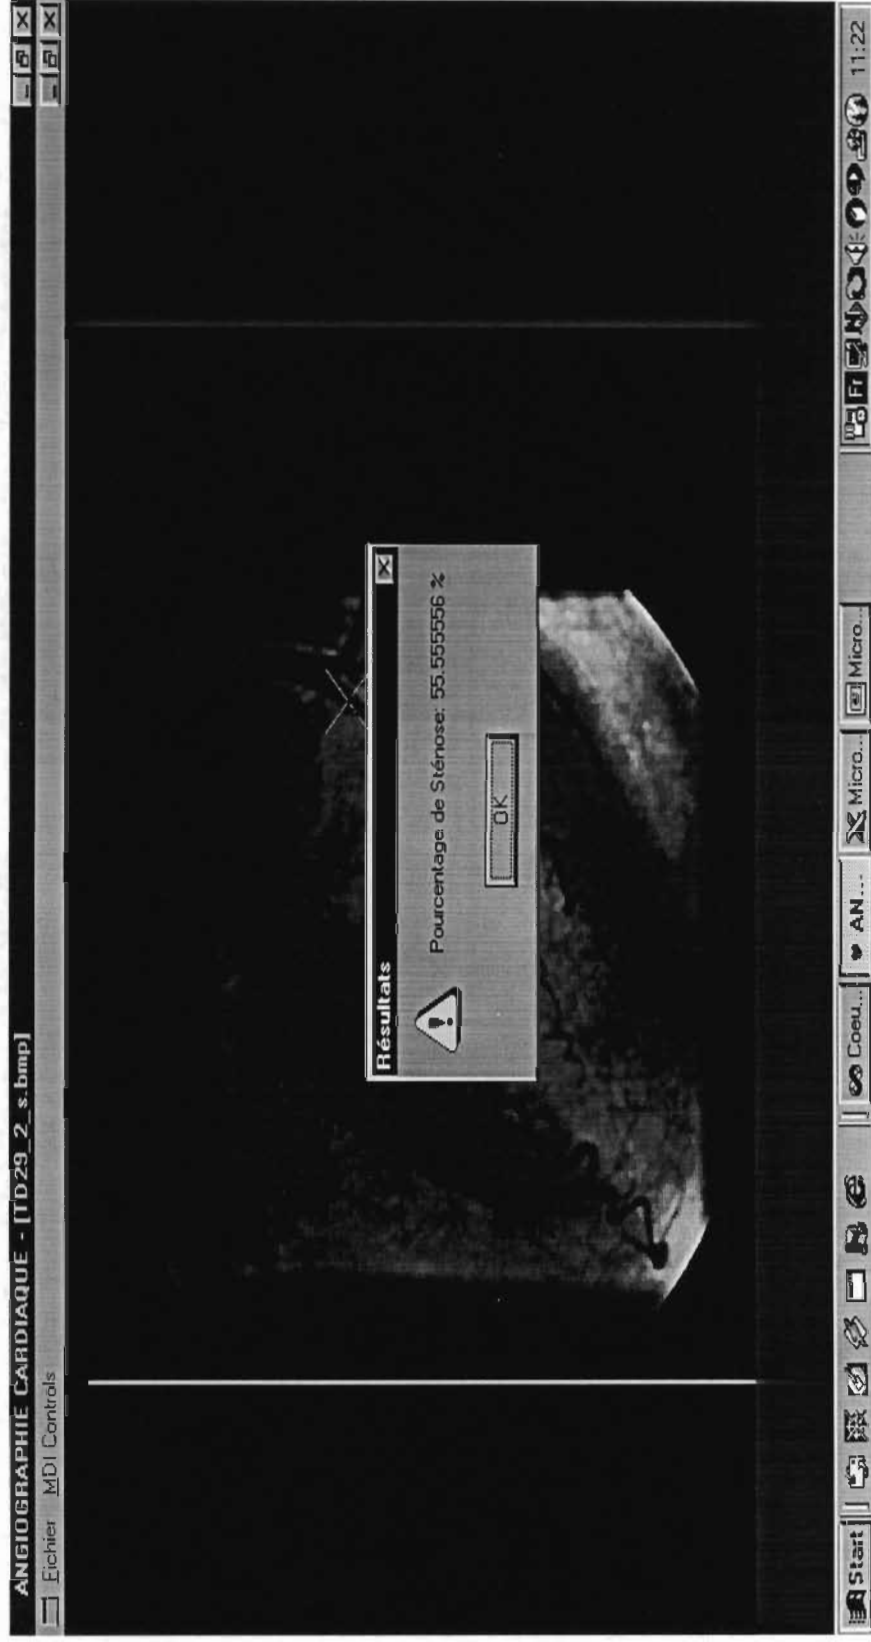 ANGIOGRAPHIE CARDIAQUE - [TD29_2_s.bmp]
Fichier MDI Controls
Résultats
Pourcentage de Sténose: 55.555556 %
OK
Start
Coeu...
AN...
Micro...
Micro...
Fr
11:22